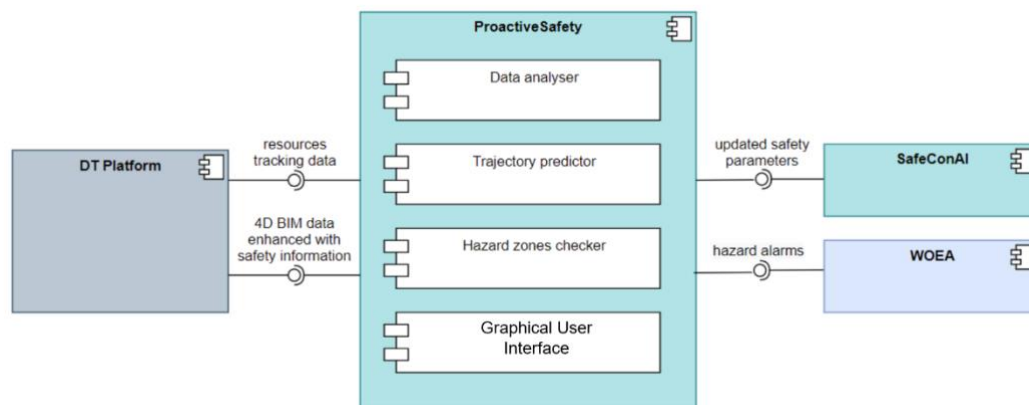 ProactiveSafety
Data analyser
resources
tracking data
updated safety
parameters
DT Platform
Trajectory predictor
SafeConAI
4D BIM data
enhanced with
safety information
Hazard zones checker
hazard alarms
WOEA
Graphical User
Interface